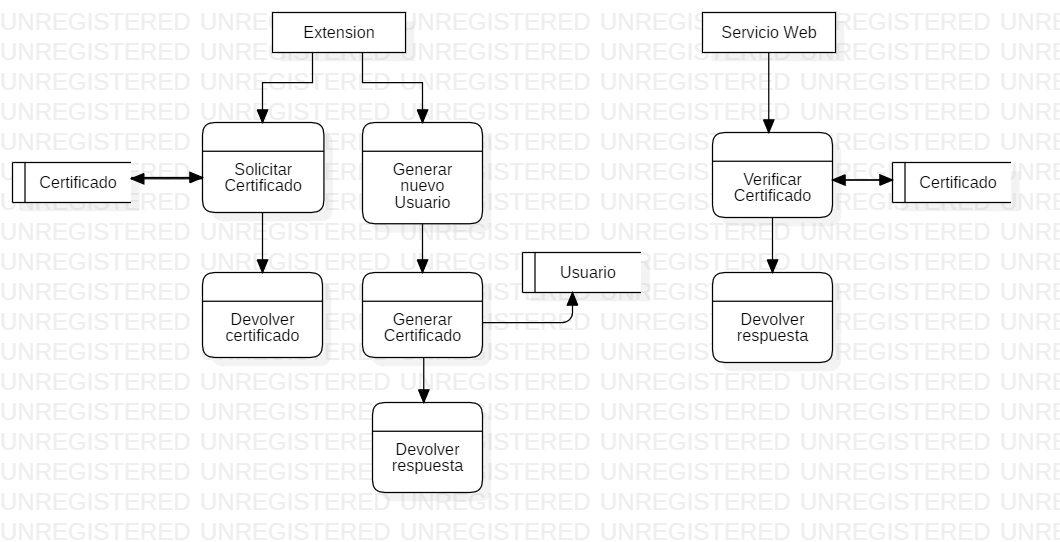 Extension
Servicio Web
Solicitar
Certificado
Generar
nuevo
Usuario
Certificado
Verificar
Certificado
Certificado
Usuario
Devolver
certificado
Generar
Certificado
Devolver
respuesta
Devolver
respuesta
UNREGISTERED UNREGISTERED UNREGISTERED UNREGISTERED UNREGISTERED